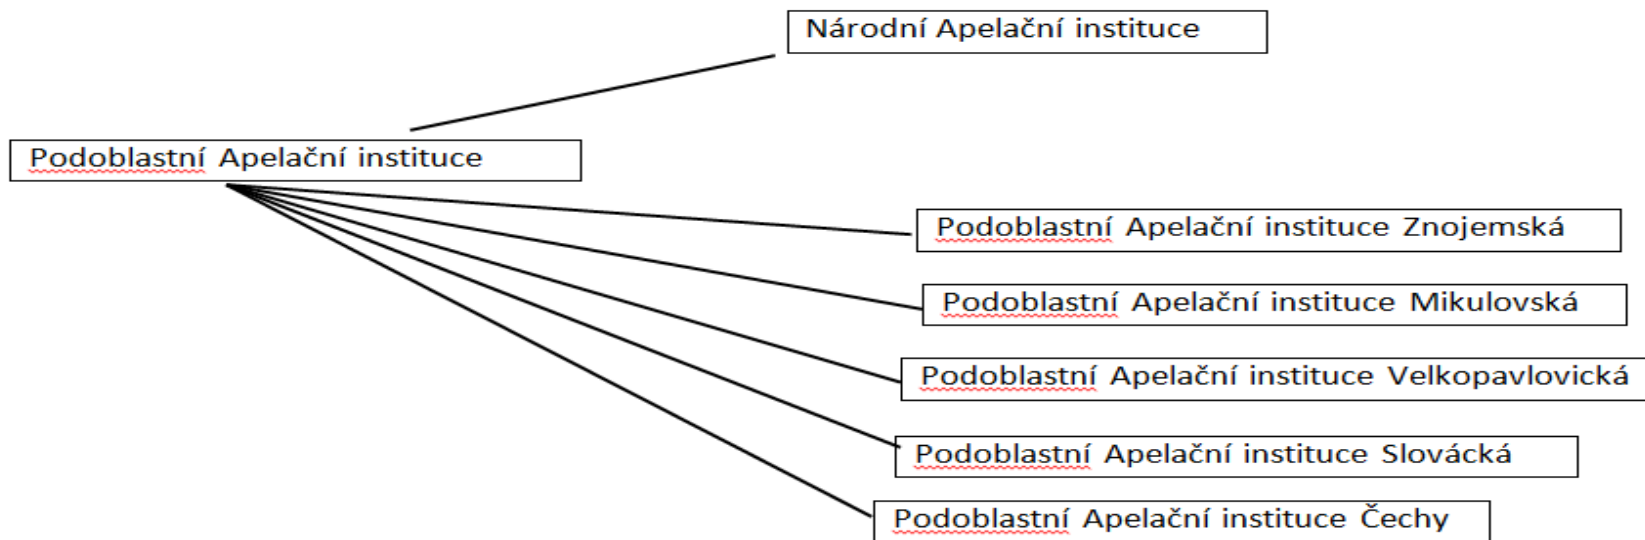 Národní Apelační instituce
Podoblastní Apelační instituce
Podoblastní Apelační instituce Znojemská
Podoblastní Apelační instituce Mikulovská
Podoblastní Apelační instituce Velkopavlovická
Podoblastní Apelační instituce Slovácká
Podoblastní Apelační instituce Čechy